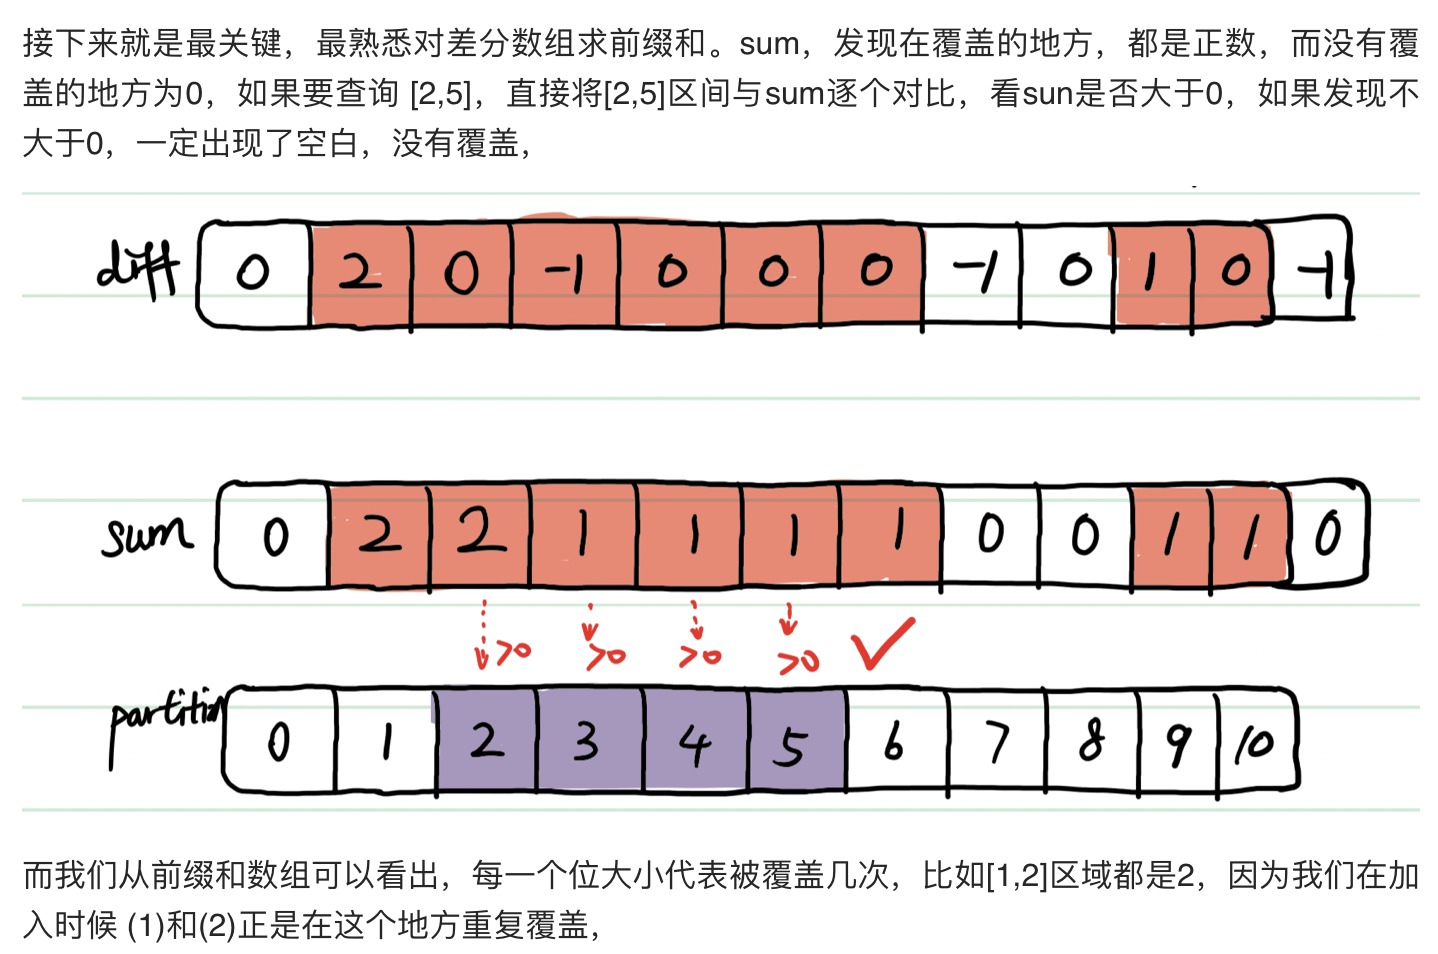 接下来就是最关键，最熟悉对差分数组求前缀和。sum，发现在覆盖的地方，都是正数，而没有覆
盖的地方为0，如果要查询 [2,5]，直接将[2,5]区间与sum逐个对比，看sun是否大于0，如果发现不
大于0，一定出现了空白，没有覆盖，
diff 0 2 0 -1 0 0 0 -1 0 1 0 -1
sum 0 2 2 1 1 1 1 0 0 1 1 0
>0 >0 >0 >0
partitin 0 1 2 3 4 5 6 7 8 9 10
而我们从前缀和数组可以看出，每一个位大小代表被覆盖几次，比如[1,2]区域都是2，因为我们在加
入时候 (1)和(2)正是在这个地方重复覆盖，